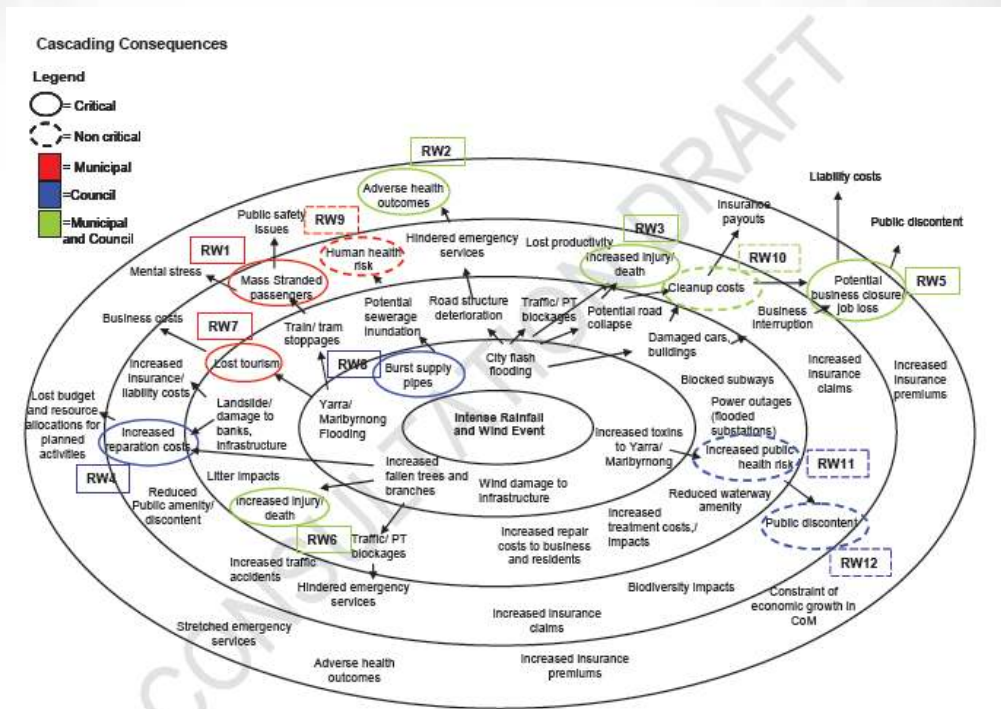 Cascading Consequences
Legend
= Critical
= Non critical
= Municipal
=Council
= Municipal
and Council
RW2
Adverse health
outcomes
Liability costs
Insurance
payouts
Public discontent
Public safety
Issues
RW9
RW3
RW1
Human health
risk
Hindered emergency
services
Lost productivity
Increased Injury/
death
RW10
Mental stress
Mass Stranded
passengers
Cleanup costs
Potential
business closure/
job loss
RW5
Business costs
RW7
Train/ tram
stoppages
Potential
sewerage
Inundation
Road structure
deterioration
Traffic/ PT
blockages
Potential road
collapse
Business
Interruption
Damaged cars,
buildings
Lost tourism
RW8
Burst supply
pipes
City flash
flooding
Increased
Insurance/
liability costs
Blocked subways
Increased
Insurance
claims
Increased
Insurance
premiums
Lost budget
and resource
allocations for
planned
activities
Landslide/
damage to
banks,
Infrastructure
Yarra/
Maribyrnong
Flooding
Intense Rainfall
and Wind Event
Power outages
(flooded
substations)
Increased
reparation costs
Increased toxins
to Yarra/
Maribyrnong
Increased public
health risk
RW11
RW4
Litter impacts
Increased
fallen trees and
branches
Wind damage to
Infrastructure
Reduced
Public amenity/
discontent
Increased Injury/
death
Reduced waterway
amenity
Public discontent
RW6
Traffic/ PT
blockages
Increased repair
costs to business
and residents
Increased
treatment costs,/
Impacts
RW12
Increased traffic
accidents
Hindered emergency
services
Biodiversity Impacts
Constraint of
economic growth in
CoM
Stretched emergency
services
Increased Insurance
claims
Adverse health
outcomes
Increased Insurance
premiums
CONSULTATION DRAFT